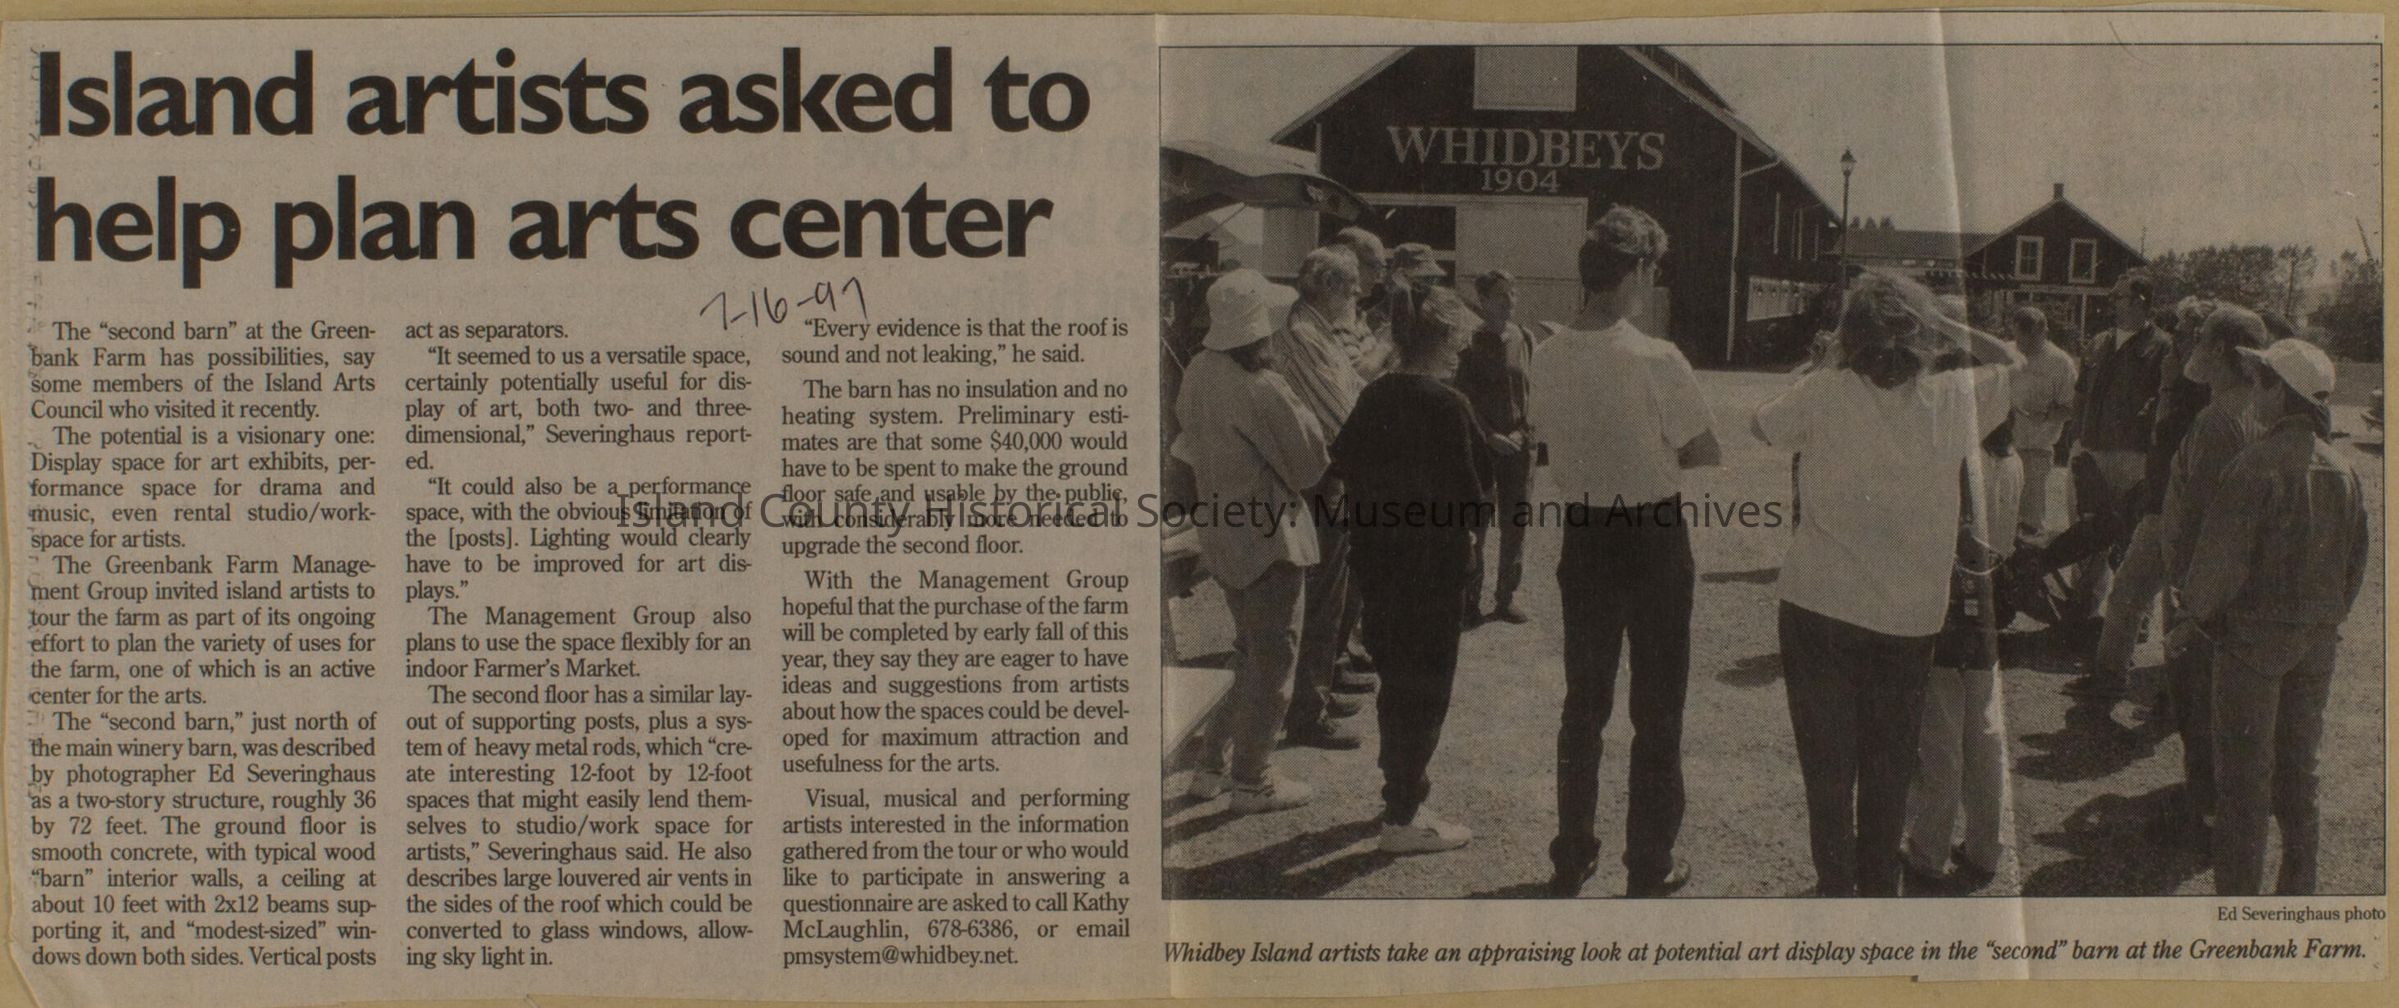 Island artists asked to
help plan arts center
7-16-97
The “second barn” at the Green-
bank Farm has possibilities, say
some members of the Island Arts
Council who visited it recently.
The potential is a visionary one:
Display space for art exhibits, per-
formance space for drama and
music, even rental studio/work-
space for artists.
The Greenbank Farm Manage-
ment Group invited island artists to
tour the farm as part of its ongoing
effort to plan the variety of uses for
the farm, one of which is an active
center for the arts.
The “second barn,” just north of
the main winery barn, was described
by photographer Ed Severinghaus
as a two-story structure, roughly 36
by 72 feet. The ground floor is
smooth concrete, with typical wood
“barn” interior walls, a ceiling at
about 10 feet with 2x12 beams sup-
porting it, and “modest-sized” win-
dows down both sides. Vertical posts
act as separators.
“It seemed to us a versatile space,
certainly potentially useful for dis-
play of art, both two- and three-
dimensional,” Severinghaus report-
ed.
“It could also be a performance
space, with the obvious limitation of
the [posts]. Lighting would clearly
have to be improved for art dis-
plays.”
The Management Group also
plans to use the space flexibly for an
indoor Farmer’s Market.
The second floor has a similar lay-
out of supporting posts, plus a sys-
tem of heavy metal rods, which “cre-
ate interesting 12-foot by 12-foot
spaces that might easily lend them-
selves to studio/work space for
artists,” Severinghaus said. He also
describes large louvered air vents in
the sides of the roof which could be
converted to glass windows, allow-
ing sky light in.
“Every evidence is that the roof is
sound and not leaking,” he said.
The barn has no insulation and no
heating system. Preliminary esti-
mates are that some $40,000 would
have to be spent to make the ground
floor safe and usable by the public,
with considerably more needed to
upgrade the second floor.
With the Management Group
hopeful that the purchase of the farm
will be completed by early fall of this
year, they say they are eager to have
ideas and suggestions from artists
about how the spaces could be devel-
oped for maximum attraction and
usefulness for the arts.
Visual, musical and performing
artists interested in the information
gathered from the tour or who would
like to participate in answering a
questionnaire are asked to call Kathy
McLaughlin, 678-6386, or email
pmsystem@whidbey.net.
WHIDBEYS
1904
Ed Severinghaus photo
Whidbey Island artists take an appraising look at potential art display space in the “second” barn at the Greenbank Farm.
Island County Historical Society: Museum and Archives